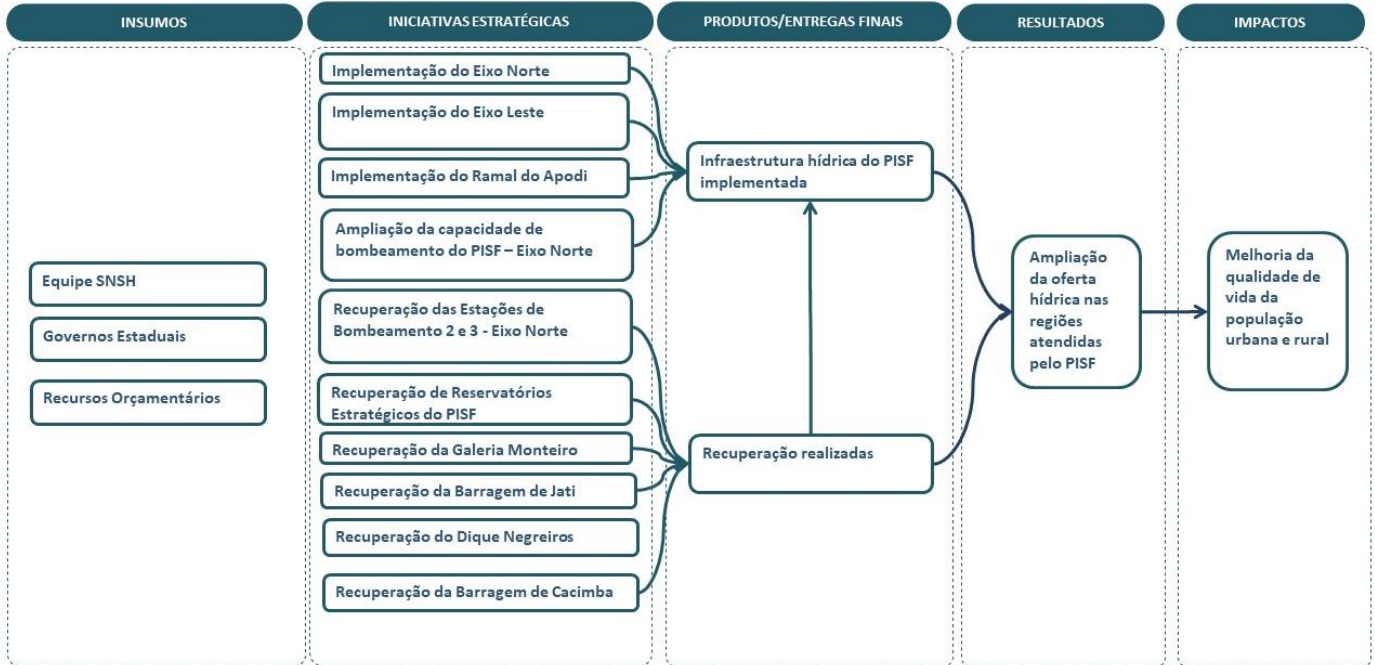 INSUMOS
INICIATIVAS ESTRATÉGICAS
PRODUTOS/ENTREGAS FINAIS
RESULTADOS
IMPACTOS
Equipe SNSH
Governos Estaduais
Recursos Orçamentários
Implementação do Eixo Norte
Implementação do Eixo Leste
Implementação do Ramal do Apodi
Ampliação da capacidade de
bombeamento do PISF – Eixo Norte
Recuperação das Estações de
Bombeamento 2 e 3 - Eixo Norte
Recuperação de Reservatórios
Estratégicos do PISF
Recuperação da Galeria Monteiro
Recuperação da Barragem de Jati
Recuperação do Dique Negreiros
Recuperação da Barragem de Cacimba
Infraestrutura hídrica do PISF
implementada
Recuperação realizadas
Ampliação
da oferta
hídrica nas
regiões
atendidas
pelo PISF
Melhoria da
qualidade de
vida da
população
urbana e rural